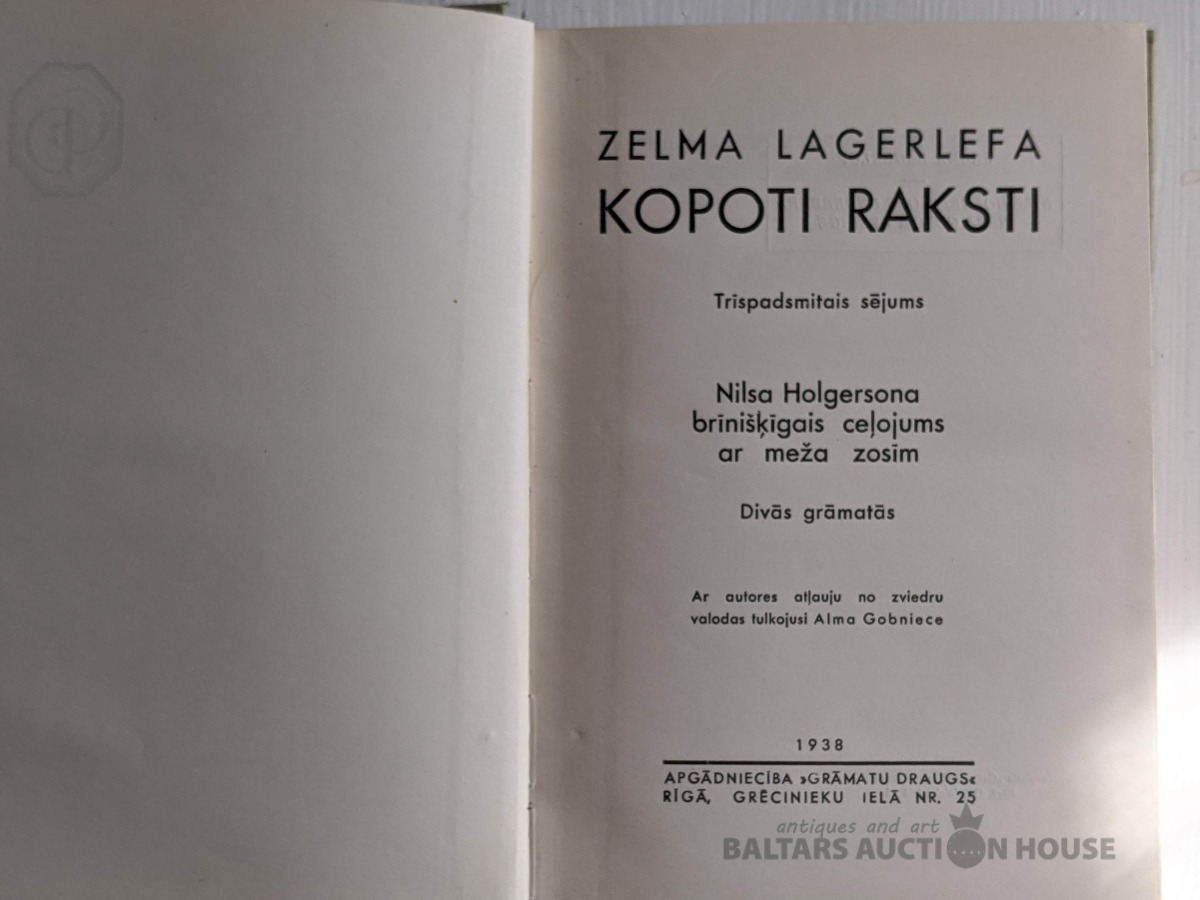 ZELMA LAGERLEFA
KOPOTI RAKSTI
Trīspadsmitais sējums
Nilsa Holgersona
brīnišķīgais ceļojums
ar meža zosīm
Divās grāmatās
Ar autores atļauju no zviedru
valodas tulkojusi Alma Gobniece
1938
APGĀDNIECĪBA »GRĀMATU DRAUGS«
RĪGĀ, GRĒCINIEKU IELĀ NR. 25
antiques and art
BALTARS AUCTION HOUSE